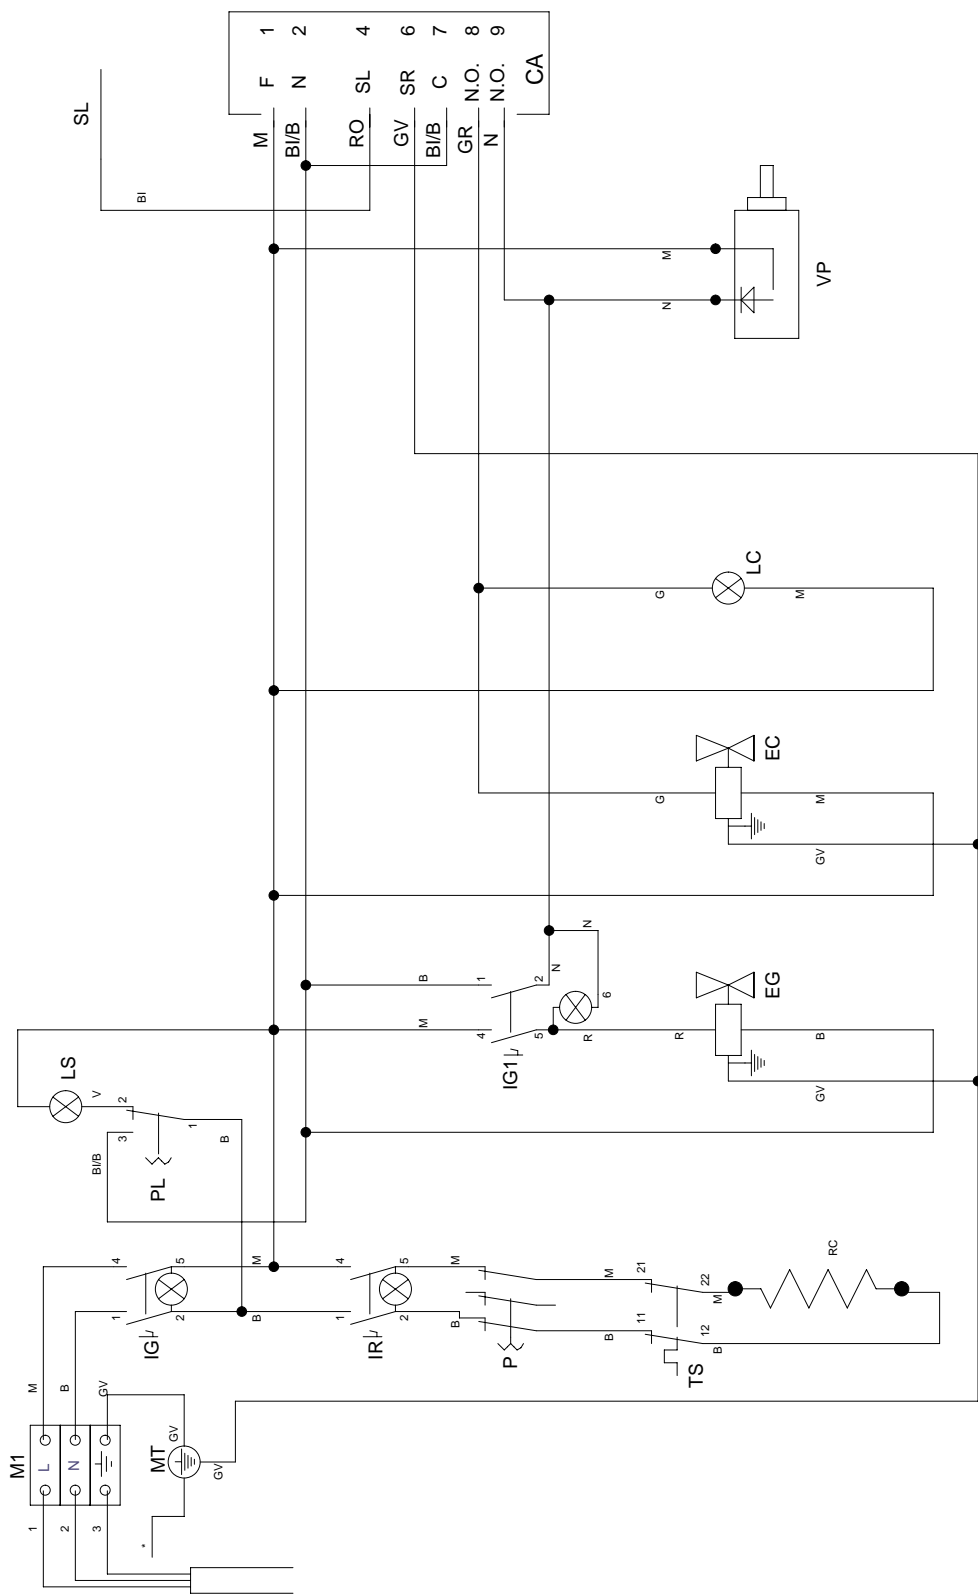 SL
BI
1 2 4 6 7 8 9
F N SL SR C N.O. N.O.
CA
M BI/B RO GV BI/B GR N
M
N
VP
G
LC
M
G
EC
M
GV
B
M
1
4
2
5
N
N
6
IG1
R
R
EG
B
GV
LS
V
2
3
1
BI/B
PL
B
4
5
M
1
2
B
IG
4
5
M
1
2
B
IR
P
M
B
21
22
M
11
12
B
TS
RC
M1
L
N
M
B
GV
1
2
3
MT
GV
GV
*